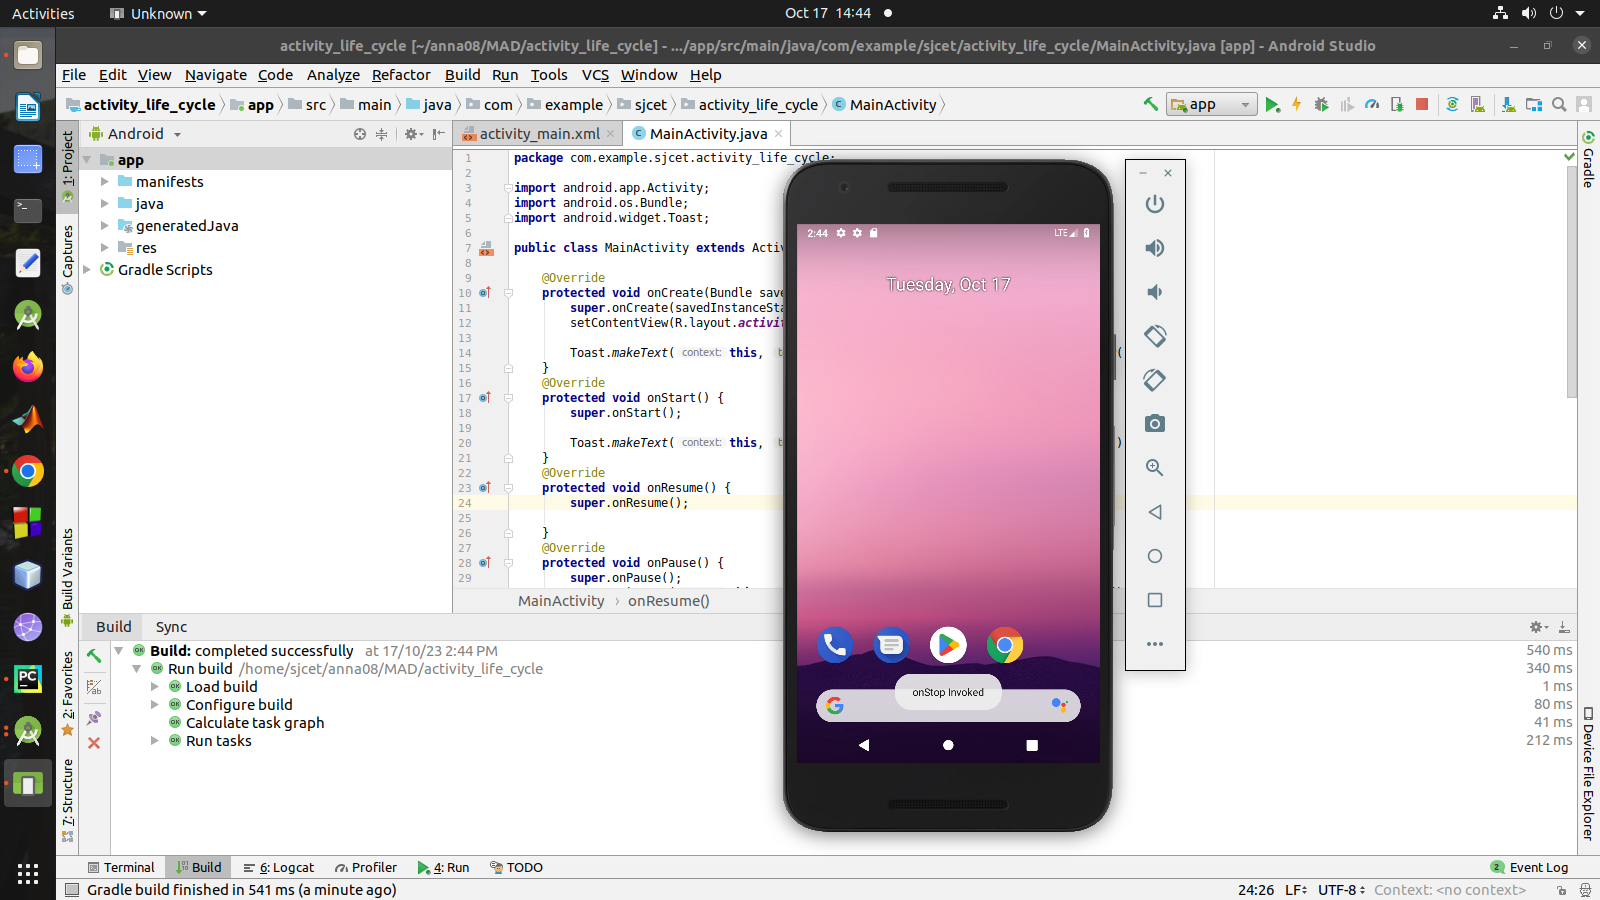 Activities Unknown Oct 17 14:44
activity_life_cycle [~/anna08/MAD/activity_life_cycle] - .../app/src/main/java/com/example/sjcet/activity_life_cycle/MainActivity.java [app] - Android Studio
File Edit View Navigate Code Analyze Refactor Build Run Tools VCS Window Help
activity_life_cycle app src main java com example sjcet activity_life_cycle MainActivity app
Android
activity_main.xml MainActivity.java
1: Project
Captures
Build Variants
2: Favorites
7: Structure
app
manifests
java
generatedJava
res
Gradle Scripts
1 package com.example.sjcet.activity_life_cycle;
2
3 import android.app.Activity;
4 import android.os.Bundle;
5 import android.widget.Toast;
6
7 public class MainActivity extends Activ
8
9 @Override
10 protected void onCreate(Bundle save
11 super.onCreate(savedInstanceSta
12 setContentView(R.layout.activit
13
14 Toast.makeText( context: this, t (
15 }
16 @Override
17 protected void onStart() {
18 super.onStart();
19
20 Toast.makeText( context: this, t )
21 }
22 @Override
23 protected void onResume() {
24 super.onResume();
25
26 }
27 @Override
28 protected void onPause() {
29 super.onPause();
MainActivity › onResume()
2:44 LTE
Tuesday, Oct 17
onStop Invoked
Gradle
Device File Explorer
Build Sync
Build: completed successfully at 17/10/23 2:44 PM 540 ms
Run build /home/sjcet/anna08/MAD/activity_life_cycle 340 ms
Load build 1 ms
Configure build 80 ms
Calculate task graph 41 ms
Run tasks 212 ms
Terminal Build 6: Logcat Profiler 4: Run TODO 2 Event Log
Gradle build finished in 541 ms (a minute ago) 24:26 LF UTF-8 Context: <no context>